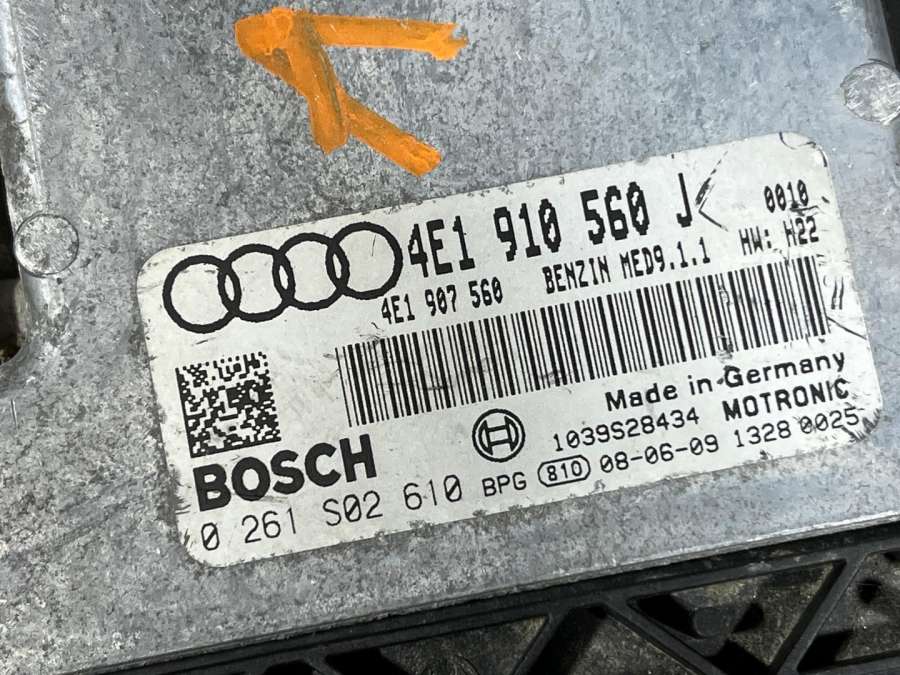 4E1 910 560 J 0010
4E1 907 560 BENZIN MED9.1.1 HW: H22
Made in Germany
BOSCH 1039S28434 MOTRONIC
0 261 S02 610 BPG 810 08-06-09 1328 0025